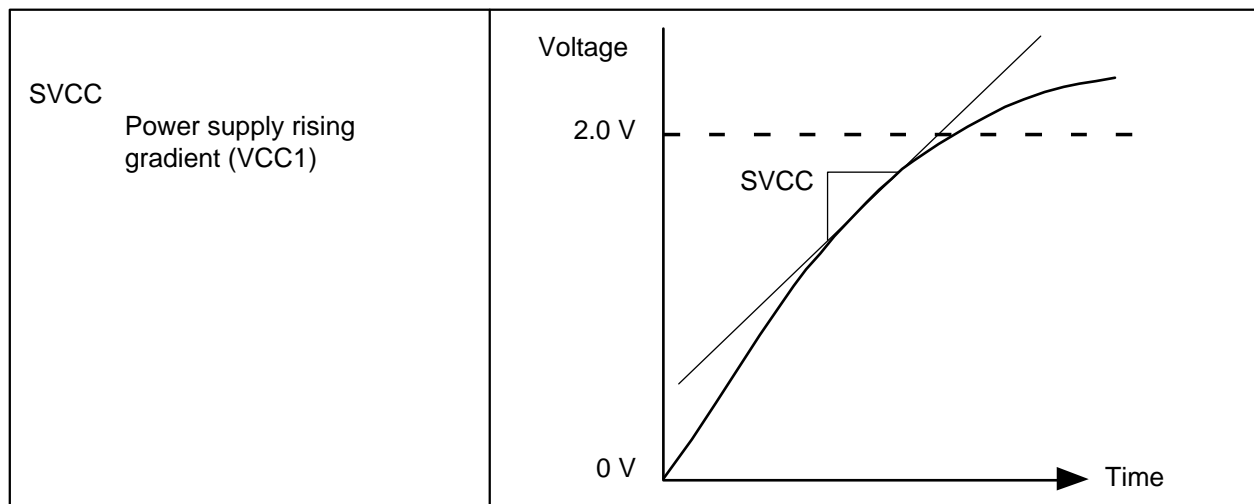 SVCC
Power supply rising
gradient (VCC1)
Voltage
2.0 V
SVCC
0 V
Time